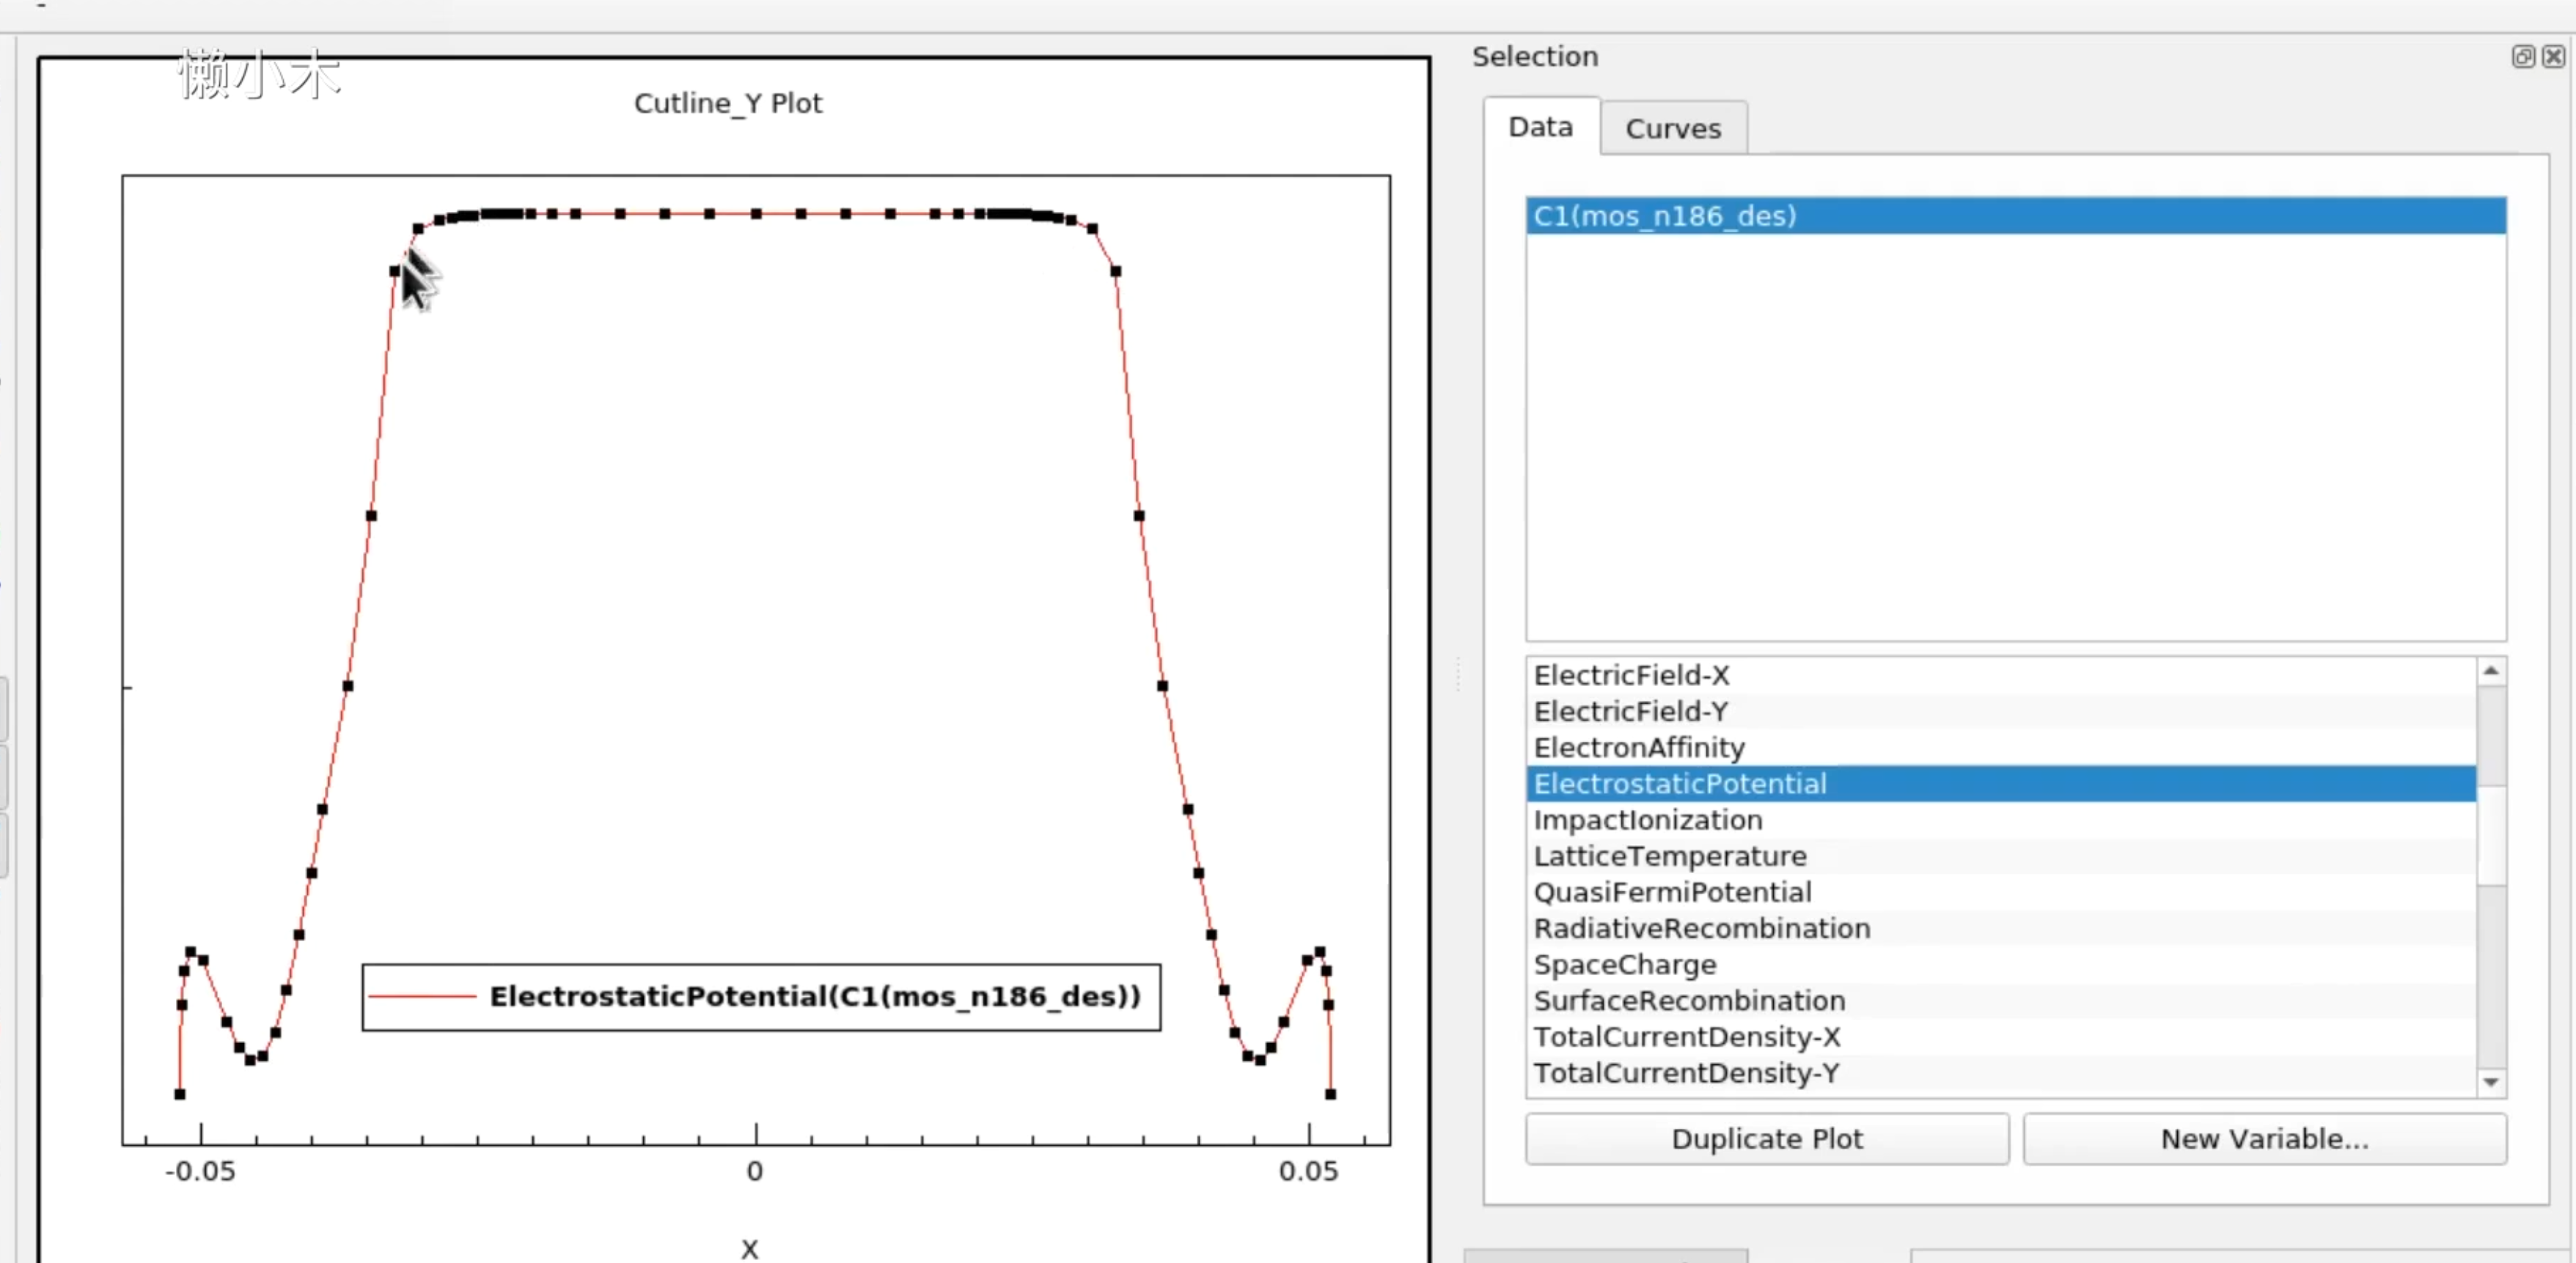 懒小木
Cutline_Y Plot
ElectrostaticPotential(C1(mos_n186_des))
-0.05
0
0.05
X
Selection
Data
Curves
C1(mos_n186_des)
ElectricField-X
ElectricField-Y
ElectronAffinity
ElectrostaticPotential
ImpactIonization
LatticeTemperature
QuasiFermiPotential
RadiativeRecombination
SpaceCharge
SurfaceRecombination
TotalCurrentDensity-X
TotalCurrentDensity-Y
Duplicate Plot
New Variable...